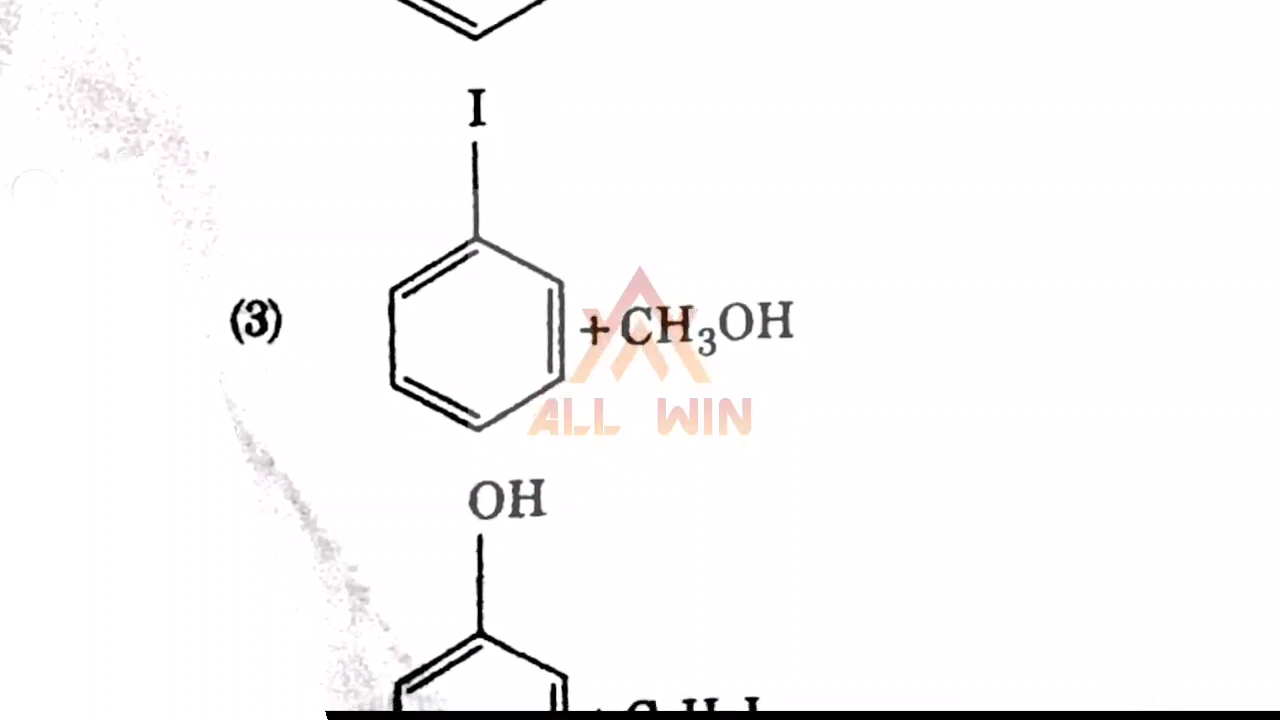 I
(3) +CH₃OH
ALL WIN
OH